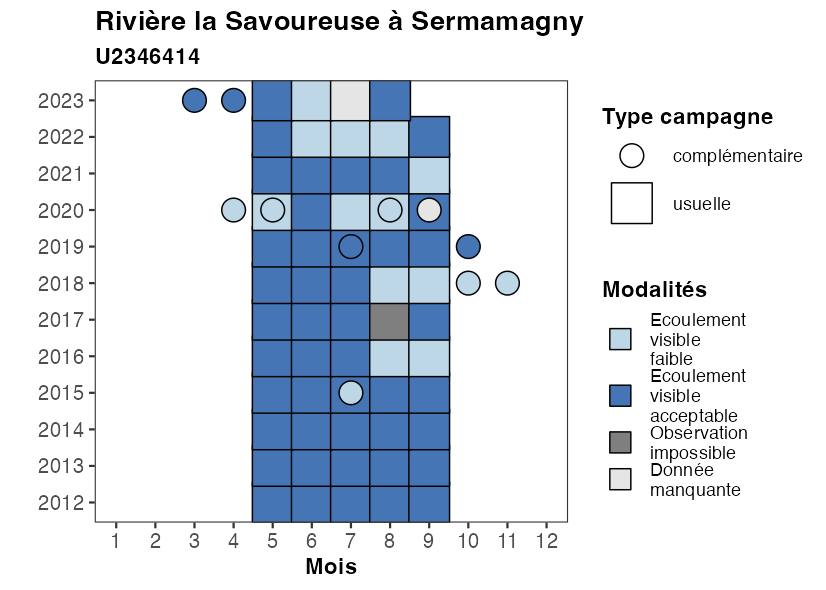 Rivière la Savoureuse à Sermamagny
U2346414
2023
2022
2021
2020
2019
2018
2017
2016
2015
2014
2013
2012
1 2 3 4 5 6 7 8 9 10 11 12
Mois
Type campagne
complémentaire
usuelle
Modalités
Ecoulement
visible
faible
Ecoulement
visible
acceptable
Observation
impossible
Donnée
manquante